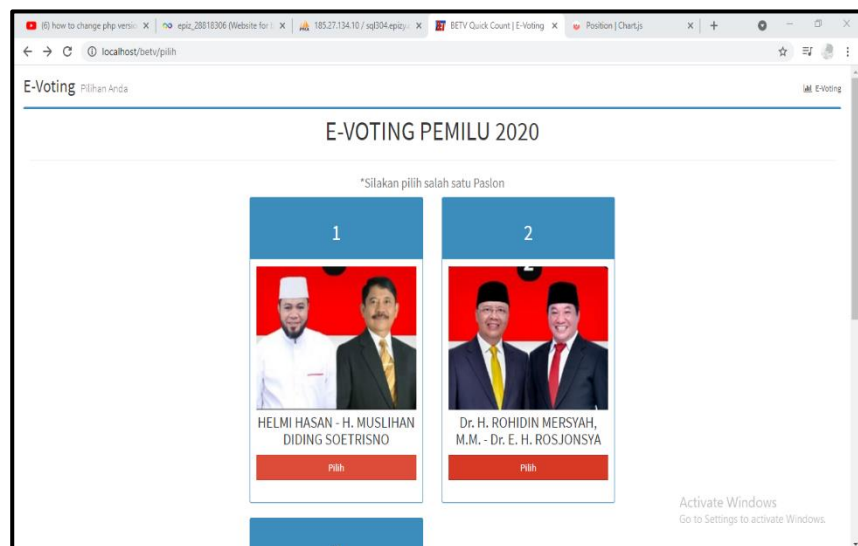 (6) how to change php versio
epiz_28818306 (Website for
185.27.134.10 / sql304.epizy
BETV Quick Count | E-Voting
Position | Chart.js
localhost/betv/pilih
E-Voting Pilihan Anda
E-Voting
E-VOTING PEMILU 2020
*Silakan pilih salah satu Paslon
1
2
HELMI HASAN - H. MUSLIHAN
DIDING SOETRISNO
Dr. H. ROHIDIN MERSYAH,
M.M. - Dr. E. H. ROSJONSYA
Pilih
Pilih
Activate Windows
Go to Settings to activate Windows.